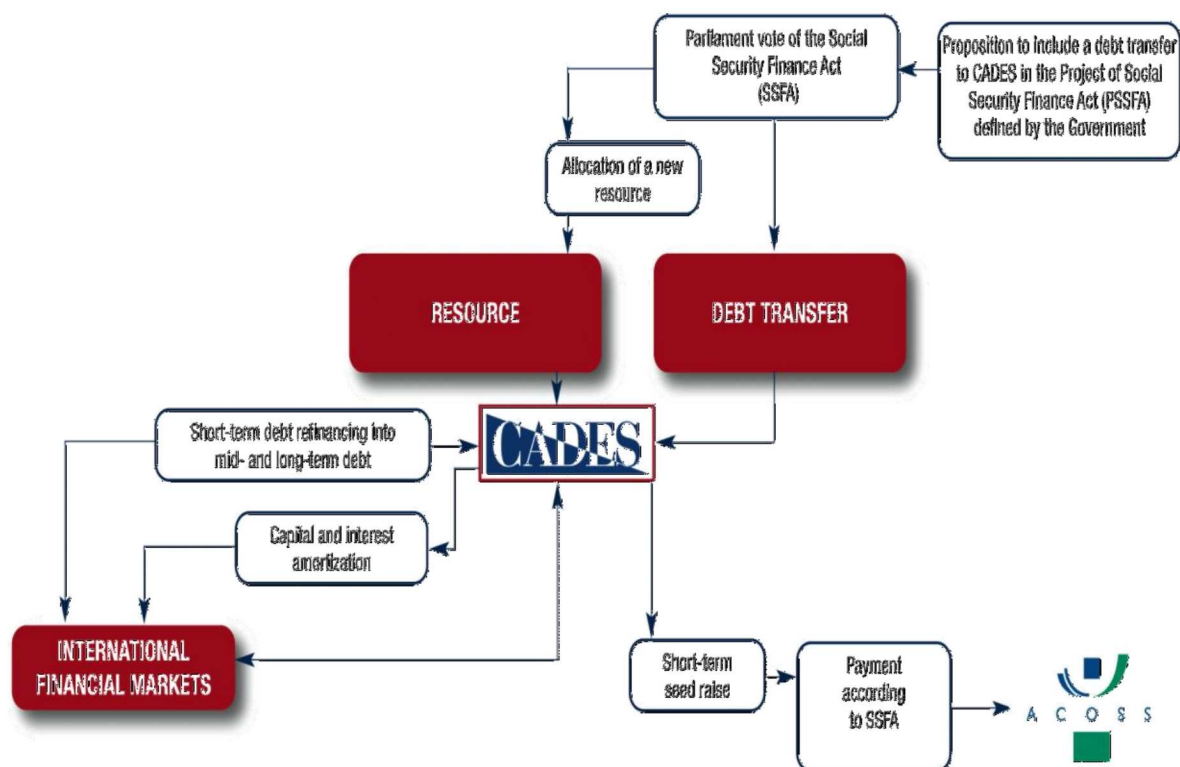 Parliament vote of the Social
Security Finance Act
(SSFA)
Proposition to include a debt transfer
to CADES in the Project of Social
Security Finance Act (PSSFA)
defined by the Government
Allocation of a new
resource
RESOURCE
DEBT TRANSFER
Short-term debt refinancing into
mid- and long-term debt
CADES
Capital and interest
amortization
INTERNATIONAL
FINANCIAL MARKETS
Short-term
seed raise
Payment
according
to SSFA
ACOSS